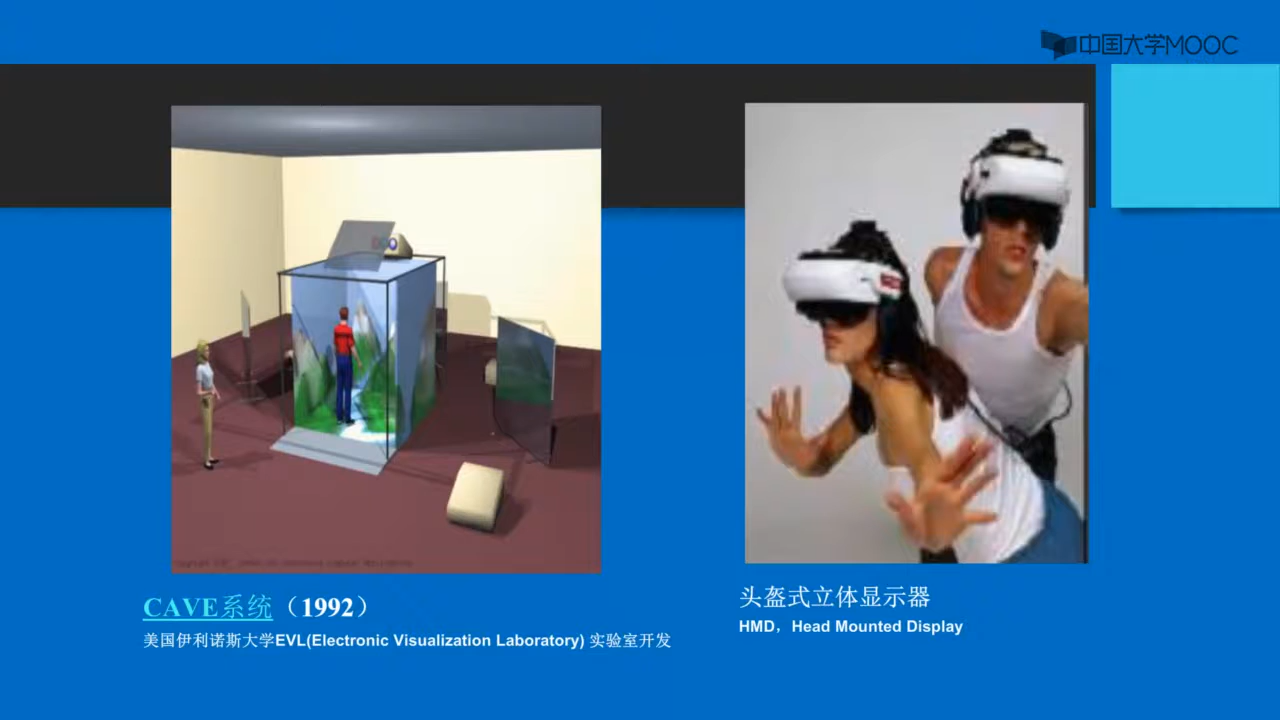 中国大学MOOC
CAVE系统（1992）
美国伊利诺斯大学EVL(Electronic Visualization Laboratory) 实验室开发
头盔式立体显示器
HMD，Head Mounted Display